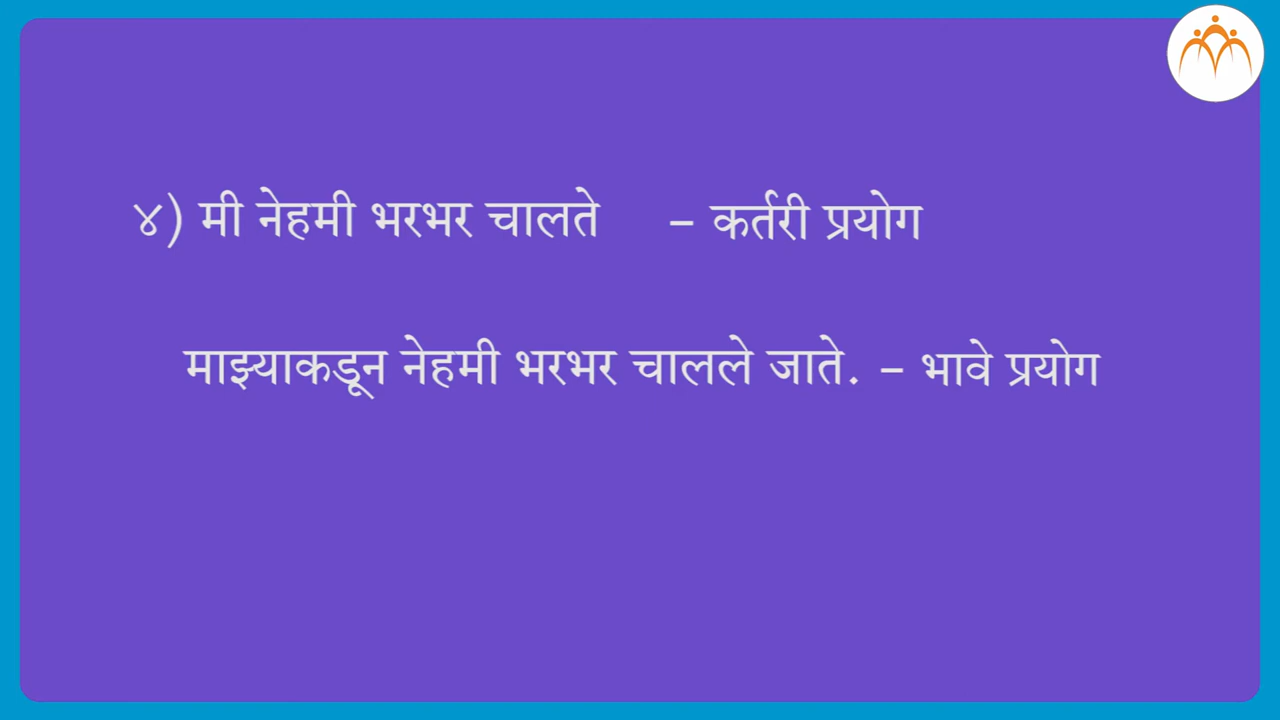 ४) मी नेहमी भरभर चालते – कर्तरी प्रयोग
माझ्याकडून नेहमी भरभर चालले जाते. – भावे प्रयोग